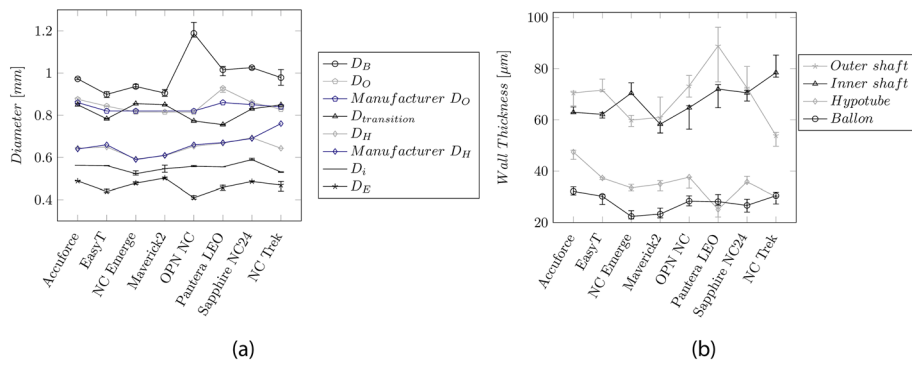 1.2
1
0.8
0.6
0.4
Diameter [mm]
Accuforce
EasyT
NC Emerge
Maverick2
OPN NC
Pantera LEO
Sapphire NC24
NC Trek
D_B
D_O
Manufacturer D_O
D_transition
D_H
Manufacturer D_H
D_i
D_E
(a)
100
80
60
40
20
Wall Thickness [μm]
Accuforce
EasyT
NC Emerge
Maverick2
OPN NC
Pantera LEO
Sapphire NC24
NC Trek
Outer shaft
Inner shaft
Hypotube
Ballon
(b)